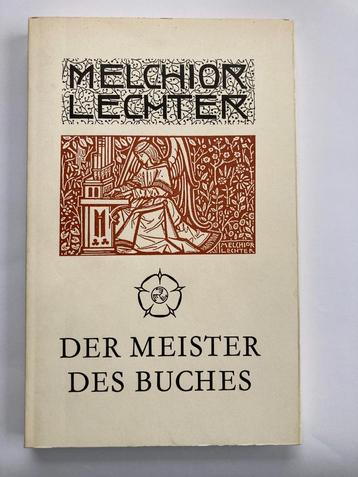 MELCHIOR
LECHTER
MELCHIOR
LECHTER
DER MEISTER
DES BUCHES